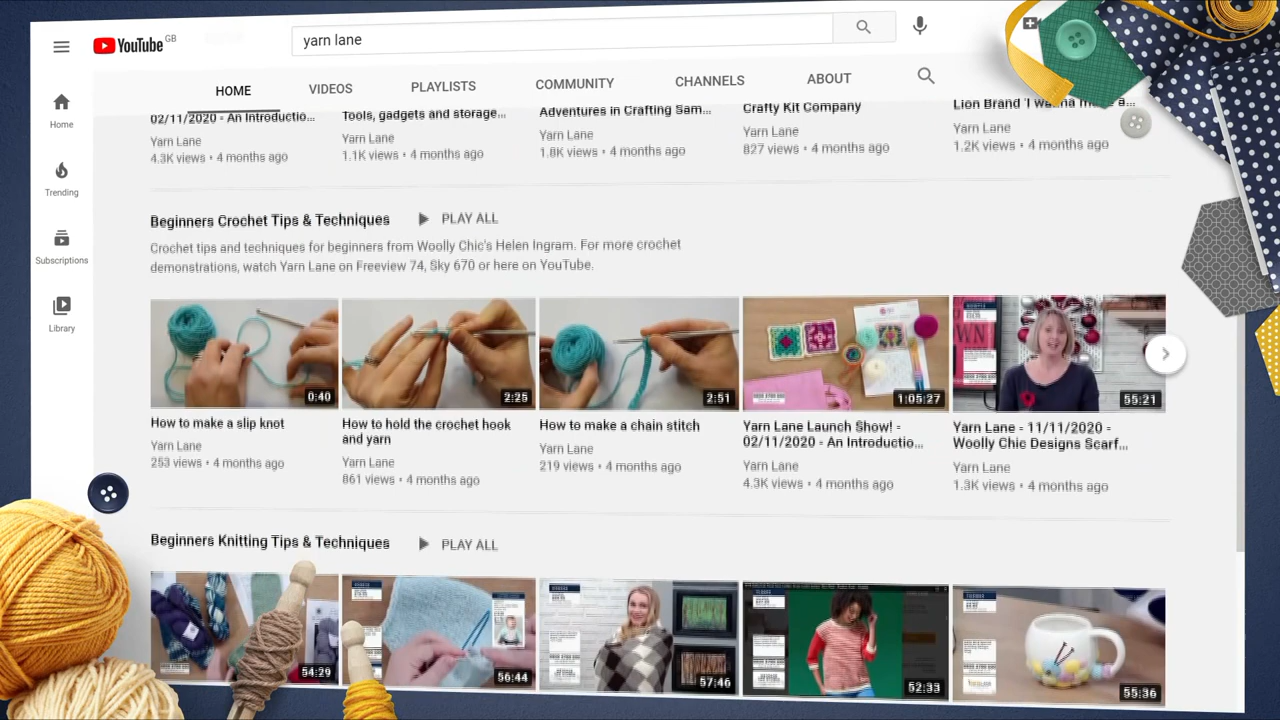 YouTube GB
yarn lane
HOME VIDEOS PLAYLISTS COMMUNITY CHANNELS ABOUT
Home
Trending
Subscriptions
Library
02/11/2020 - An Introductio...
Yarn Lane
4.3K views • 4 months ago
Tools, gadgets and storage...
Yarn Lane
1.1K views • 4 months ago
Adventures in Crafting Sam...
Yarn Lane
1.8K views • 4 months ago
Crafty Kit Company
Yarn Lane
827 views • 4 months ago
Lion Brand 'I wanna make a...
Yarn Lane
1.2K views • 4 months ago
Beginners Crochet Tips & Techniques PLAY ALL
Crochet tips and techniques for beginners from Woolly Chic's Helen Ingram. For more crochet
demonstrations, watch Yarn Lane on Freeview 74, Sky 670 or here on YouTube.
0:40
How to make a slip knot
Yarn Lane
253 views • 4 months ago
2:25
How to hold the crochet hook
and yarn
Yarn Lane
861 views • 4 months ago
2:51
How to make a chain stitch
Yarn Lane
219 views • 4 months ago
1:05:27
Yarn Lane Launch Show! -
02/11/2020 - An Introductio...
Yarn Lane
4.3K views • 4 months ago
55:21
Yarn Lane - 11/11/2020 -
Woolly Chic Designs Scarf...
Yarn Lane
1.3K views • 4 months ago
Beginners Knitting Tips & Techniques PLAY ALL
54:29
56:44
57:46
52:33
55:36